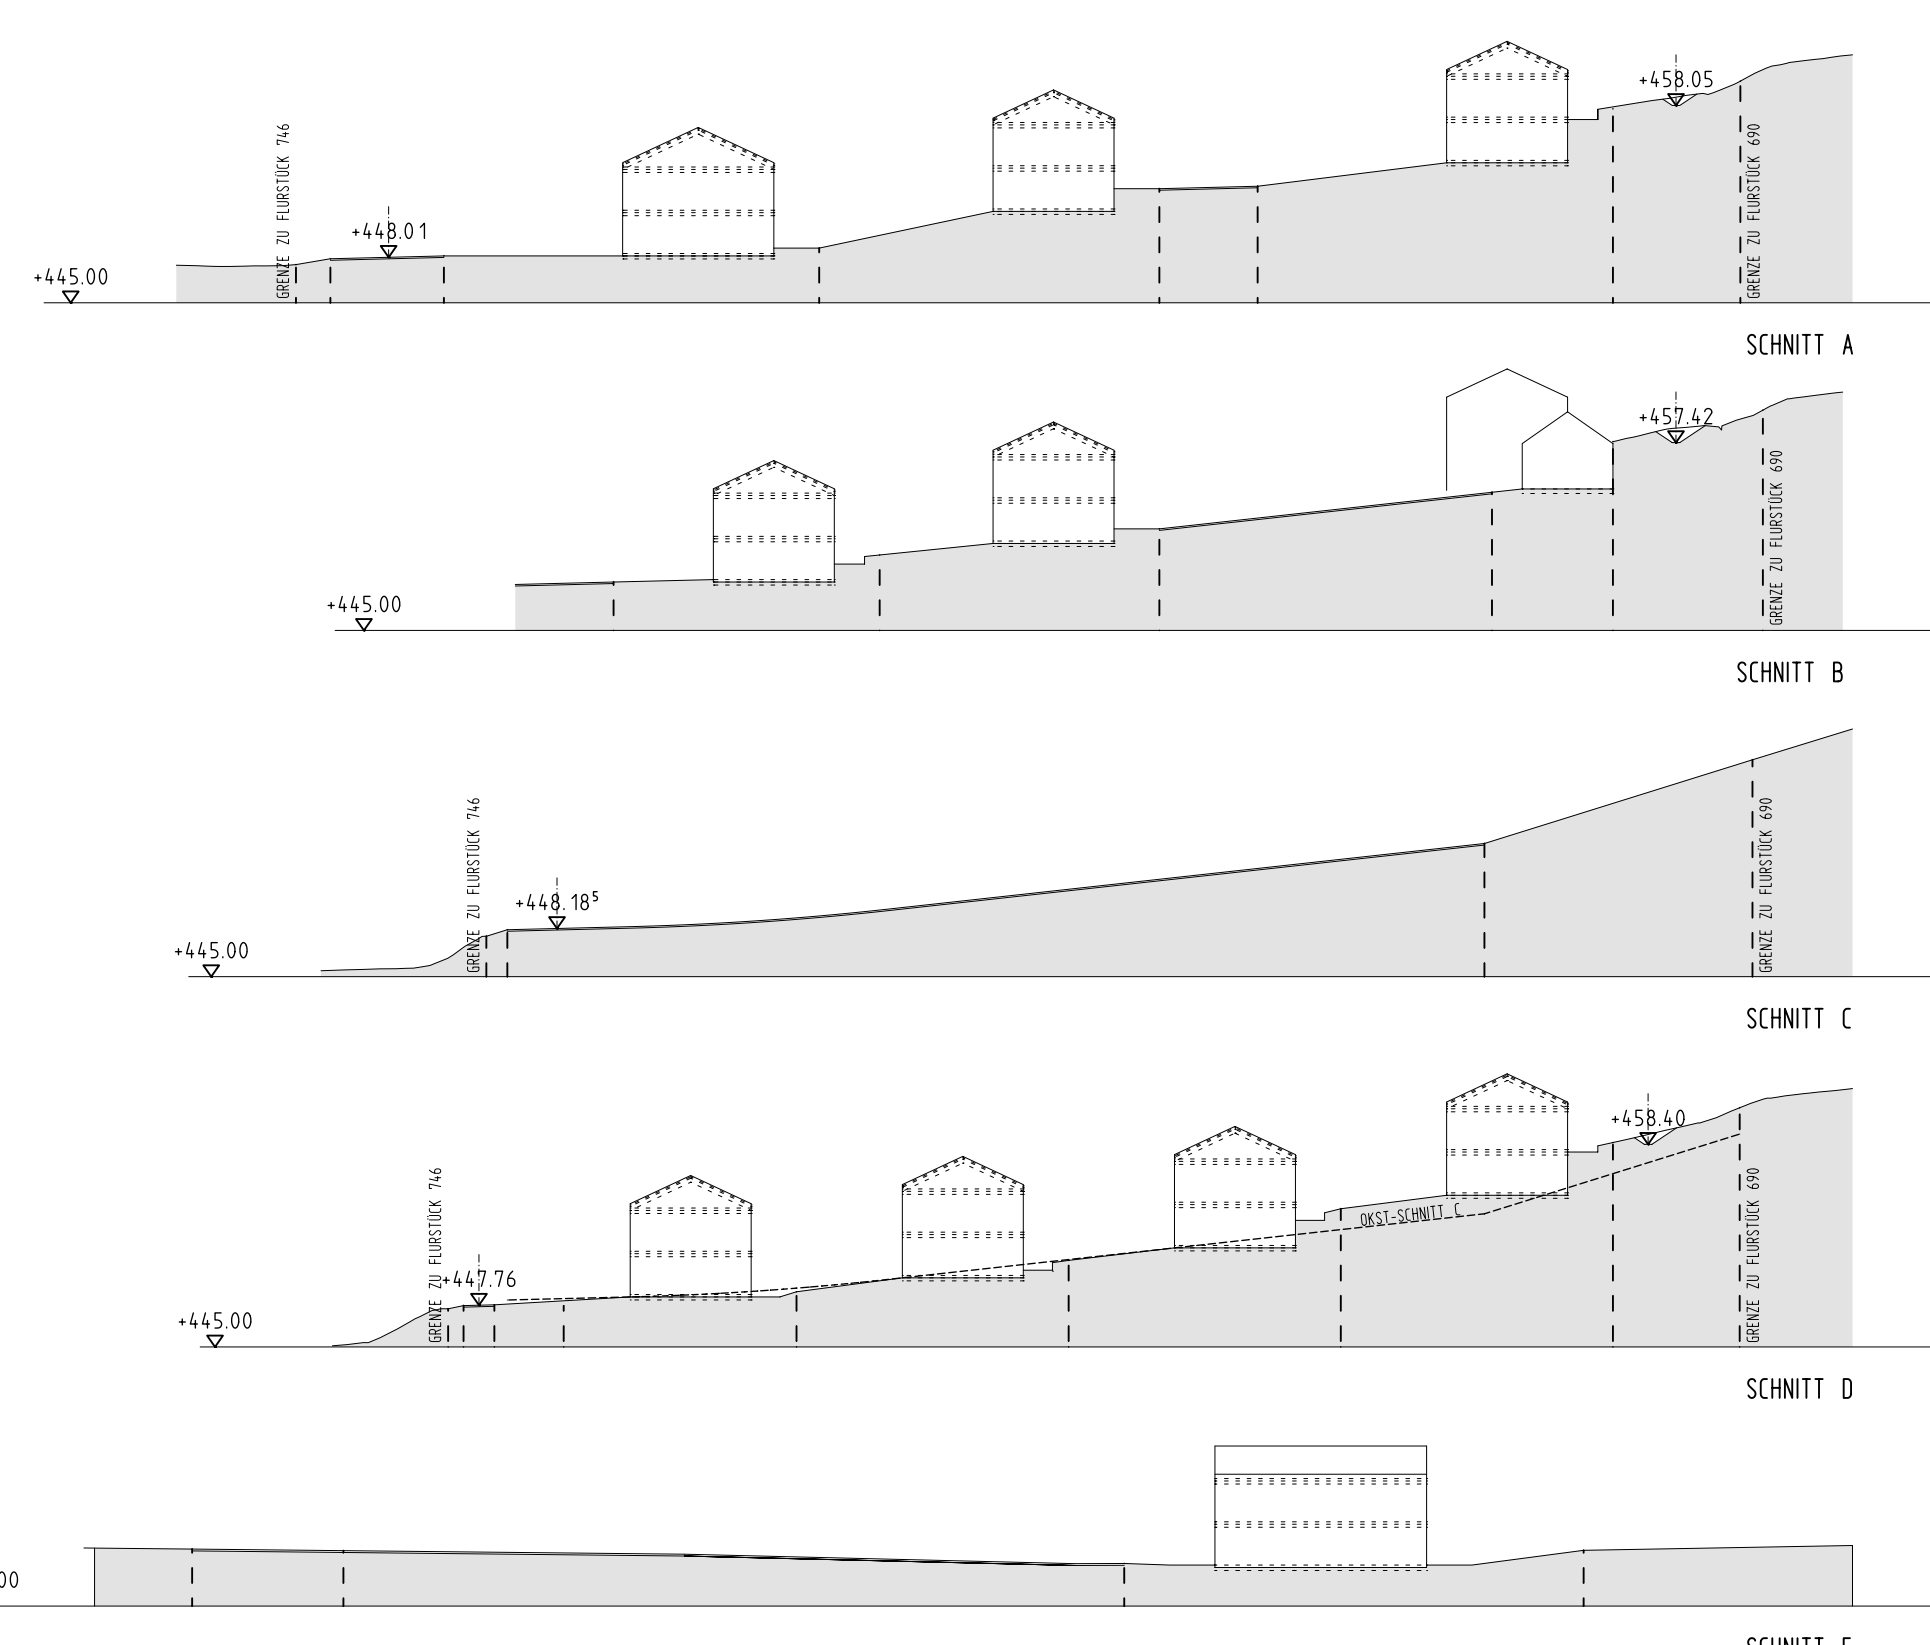 +458.05
GRENZE ZU FLURSTÜCK 746
GRENZE ZU FLURSTÜCK 690
+448.01
+445.00
SCHNITT A
+457.42
GRENZE ZU FLURSTÜCK 690
+445.00
SCHNITT B
GRENZE ZU FLURSTÜCK 746
GRENZE ZU FLURSTÜCK 690
+448.18⁵
+445.00
SCHNITT C
+458.40
GRENZE ZU FLURSTÜCK 746
GRENZE ZU FLURSTÜCK 690
OKST-SCHNITT C
+447.76
+445.00
SCHNITT D
00